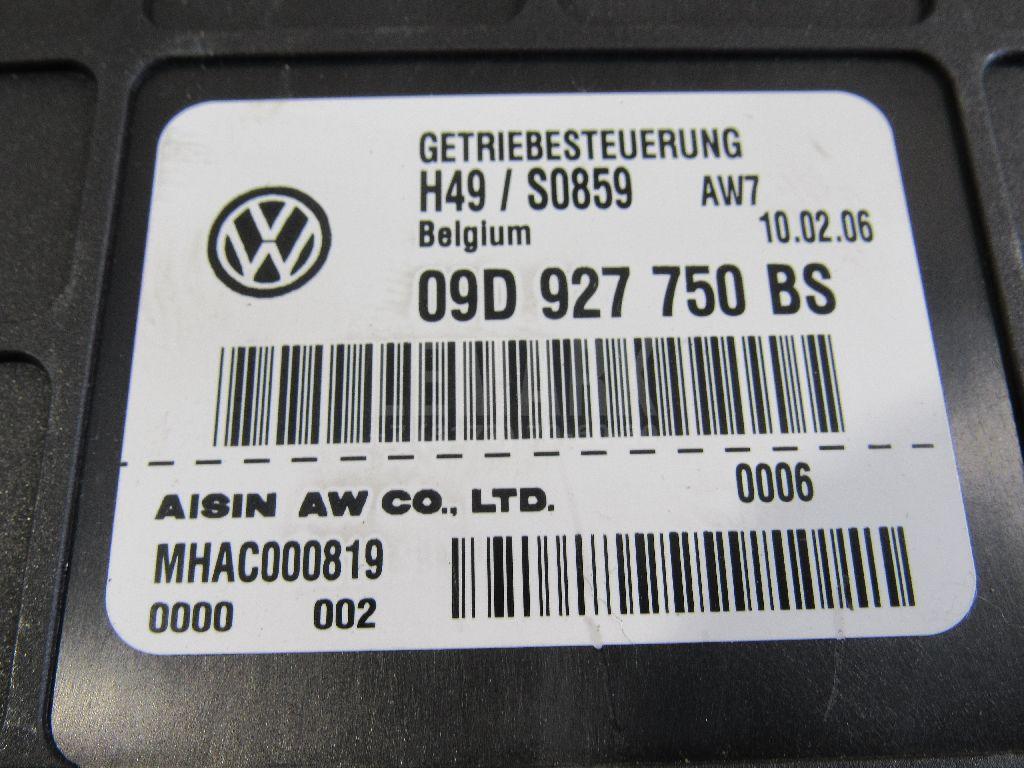 GETRIEBESTEUERUNG
H49 / S0859 AW7
Belgium 10.02.06
09D 927 750 BS
0006
AISIN AW CO., LTD.
MHAC000819
0000 002